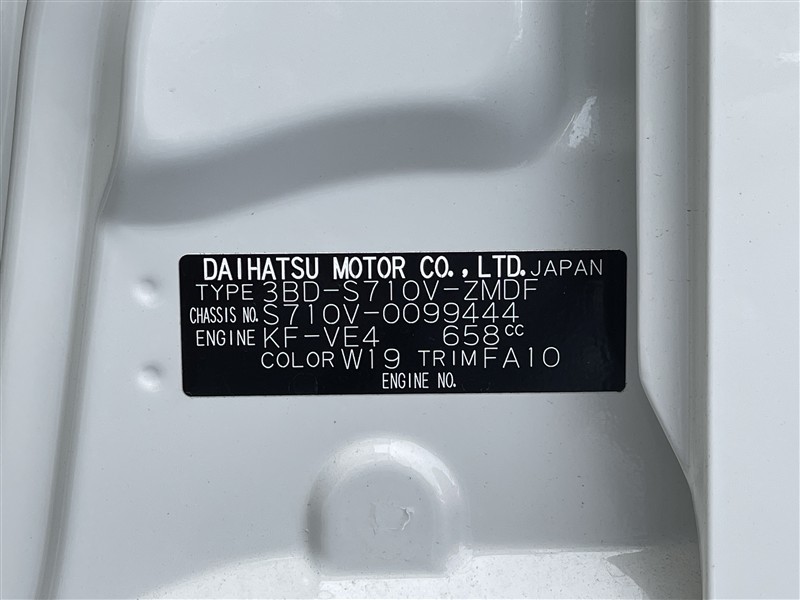 DAIHATSU MOTOR CO.,LTD. JAPAN
TYPE 3BD-S710V-ZMDF
CHASSIS NO. S710V-0099444
ENGINE KF-VE4 658cc
COLOR W19 TRIM FA10
ENGINE NO.